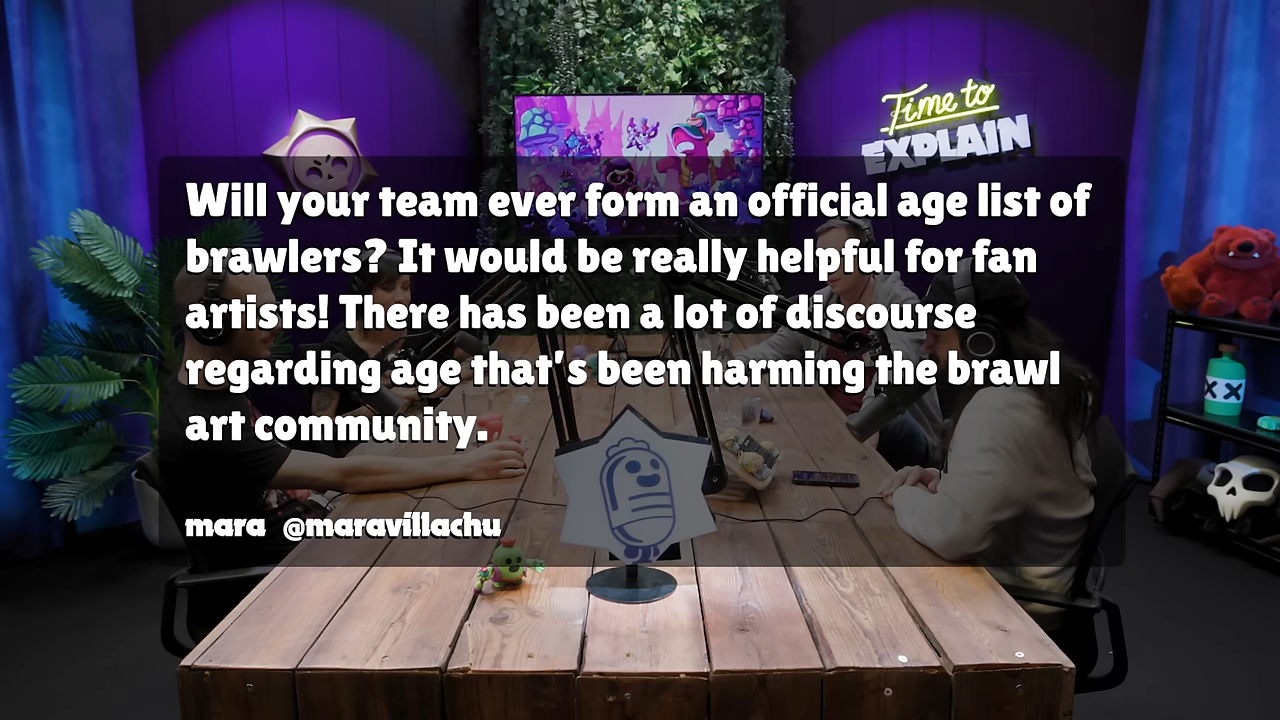 Time to
EXPLAIN
Will your team ever form an official age list of
brawlers? It would be really helpful for fan
artists! There has been a lot of discourse
regarding age that's been harming the brawl
art community.
mara @maravillachu